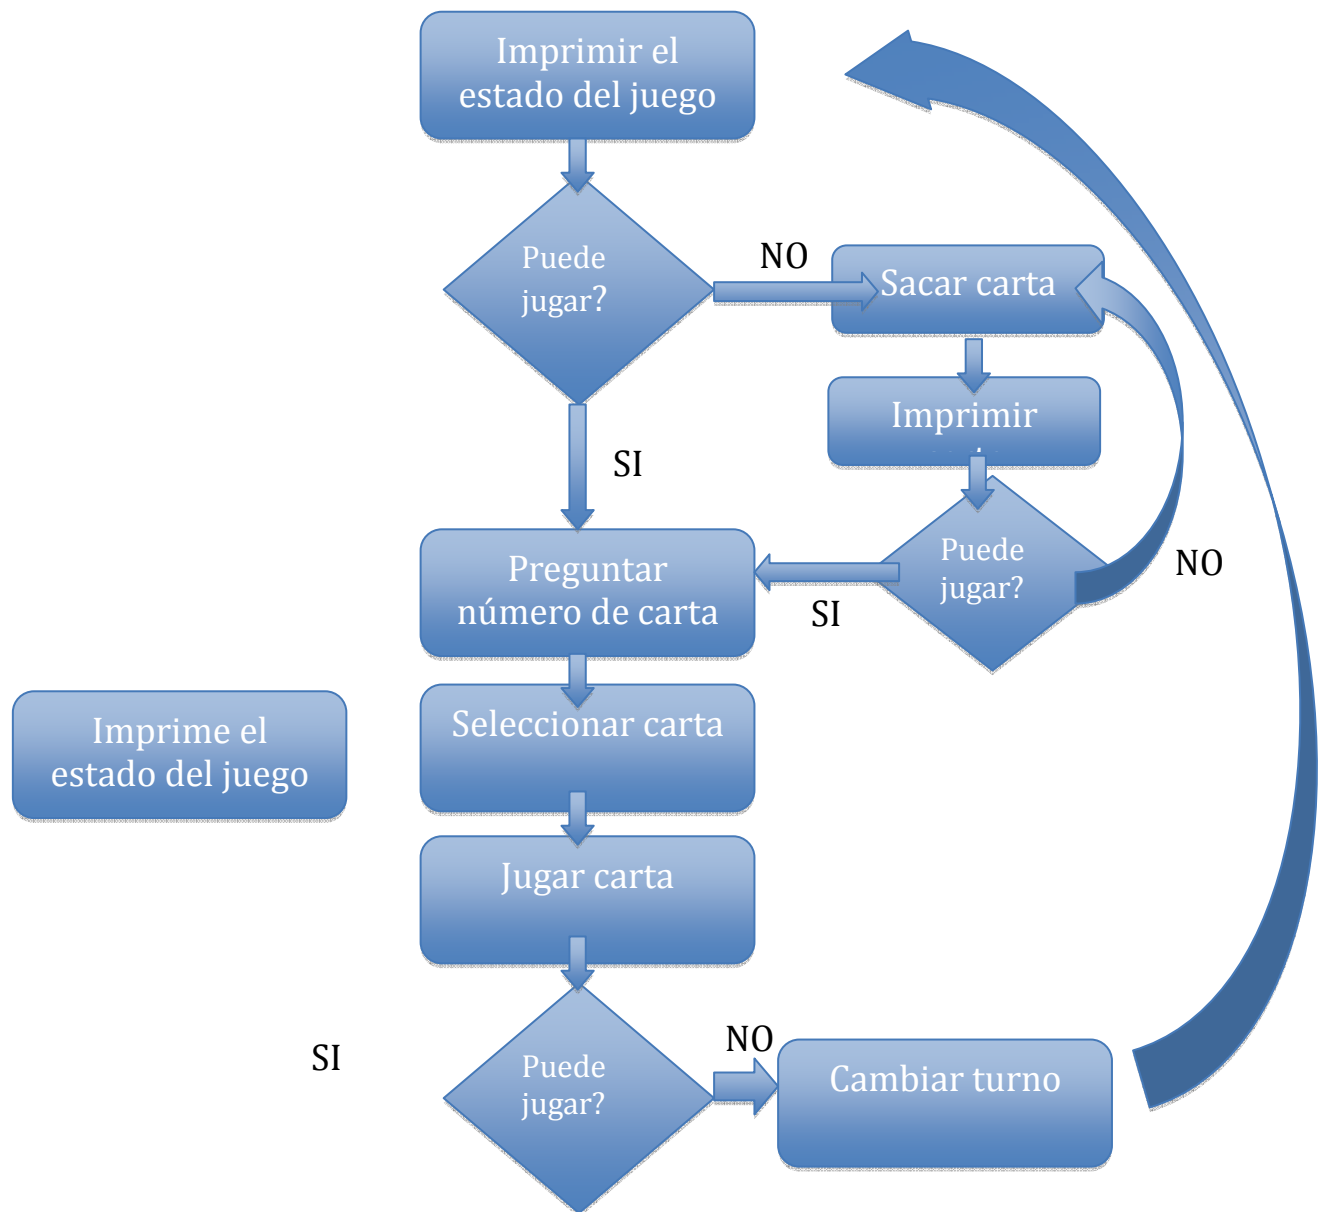 Imprimir el
estado del juego
Puede
jugar?
NO
Sacar carta
Imprimir
SI
Puede
jugar?
NO
SI
Preguntar
número de carta
Seleccionar carta
Imprime el
estado del juego
Jugar carta
SI
Puede
jugar?
NO
Cambiar turno